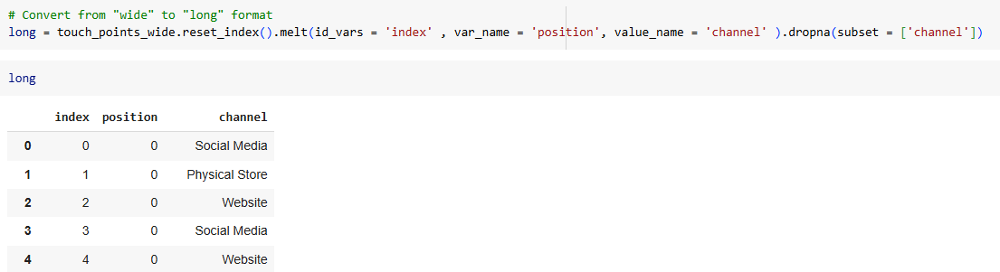 # Convert from "wide" to "long" format
long = touch_points_wide.reset_index().melt(id_vars = 'index' , var_name = 'position', value_name = 'channel' ).dropna(subset = ['channel'])
long
index position channel
0 0 0 Social Media
1 1 0 Physical Store
2 2 0 Website
3 3 0 Social Media
4 4 0 Website